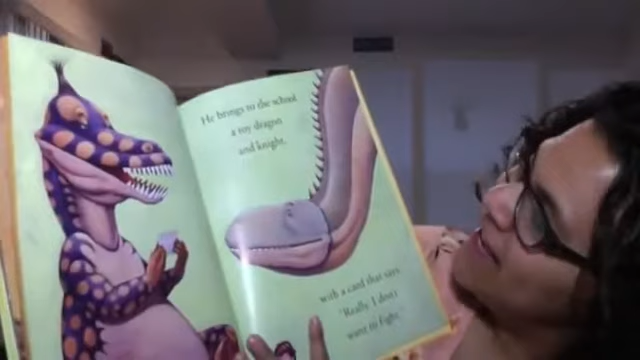 He brings to the school
a toy dragon
and knight,
with a card that says
"Really, I don't
want to fight.